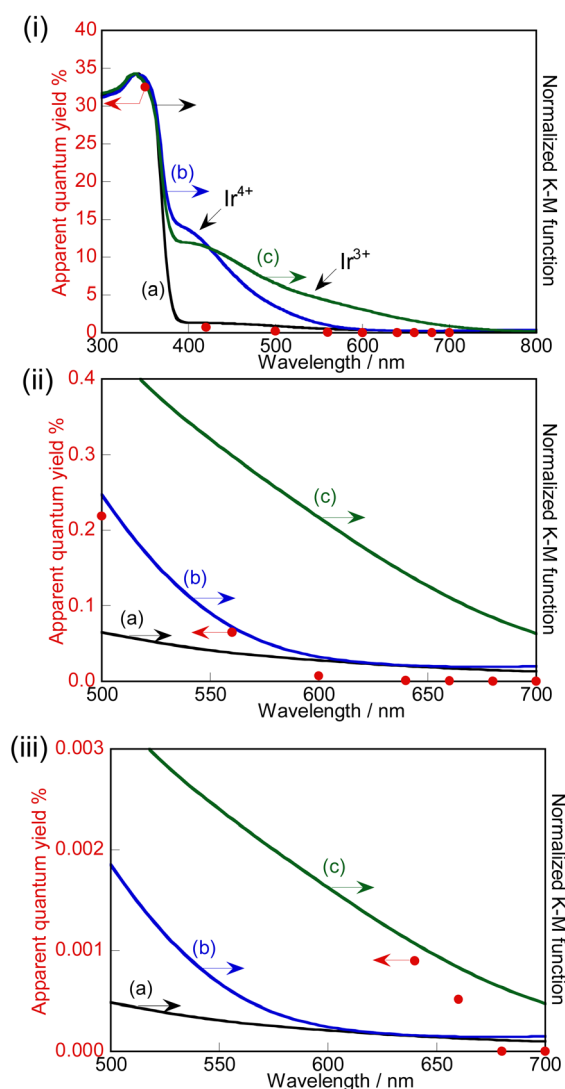 (i)
Apparent quantum yield %
40
35
30
25
20
15
10
5
0
(a)
(b)
(c)
Ir4+
Ir3+
300 400 500 600 700 800
Wavelength / nm
Normalized K-M function
(ii)
Apparent quantum yield %
0.4
0.3
0.2
0.1
0.0
(a)
(b)
(c)
500 550 600 650 700
Wavelength / nm
Normalized K-M function
(iii)
Apparent quantum yield %
0.003
0.002
0.001
0.000
(a)
(b)
(c)
500 550 600 650 700
Wavelength / nm
Normalized K-M function